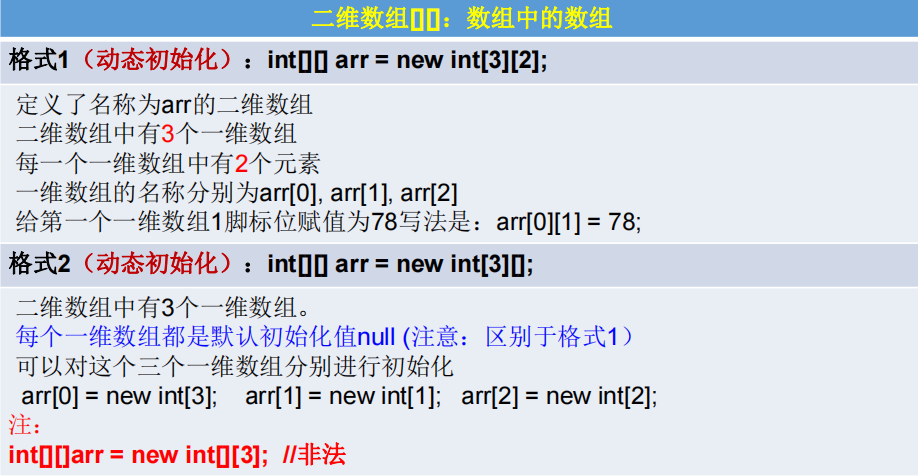 二维数组[][]：数组中的数组
格式1（动态初始化）：int[][] arr = new int[3][2];
定义了名称为arr的二维数组
二维数组中有3个一维数组
每一个一维数组中有2个元素
一维数组的名称分别为arr[0], arr[1], arr[2]
给第一个一维数组1脚标位赋值为78写法是：arr[0][1] = 78;
格式2（动态初始化）：int[][] arr = new int[3][];
二维数组中有3个一维数组。
每个一维数组都是默认初始化值null (注意：区别于格式1）
可以对这个三个一维数组分别进行初始化
arr[0] = new int[3]; arr[1] = new int[1]; arr[2] = new int[2];
注：
int[][]arr = new int[][3]; //非法